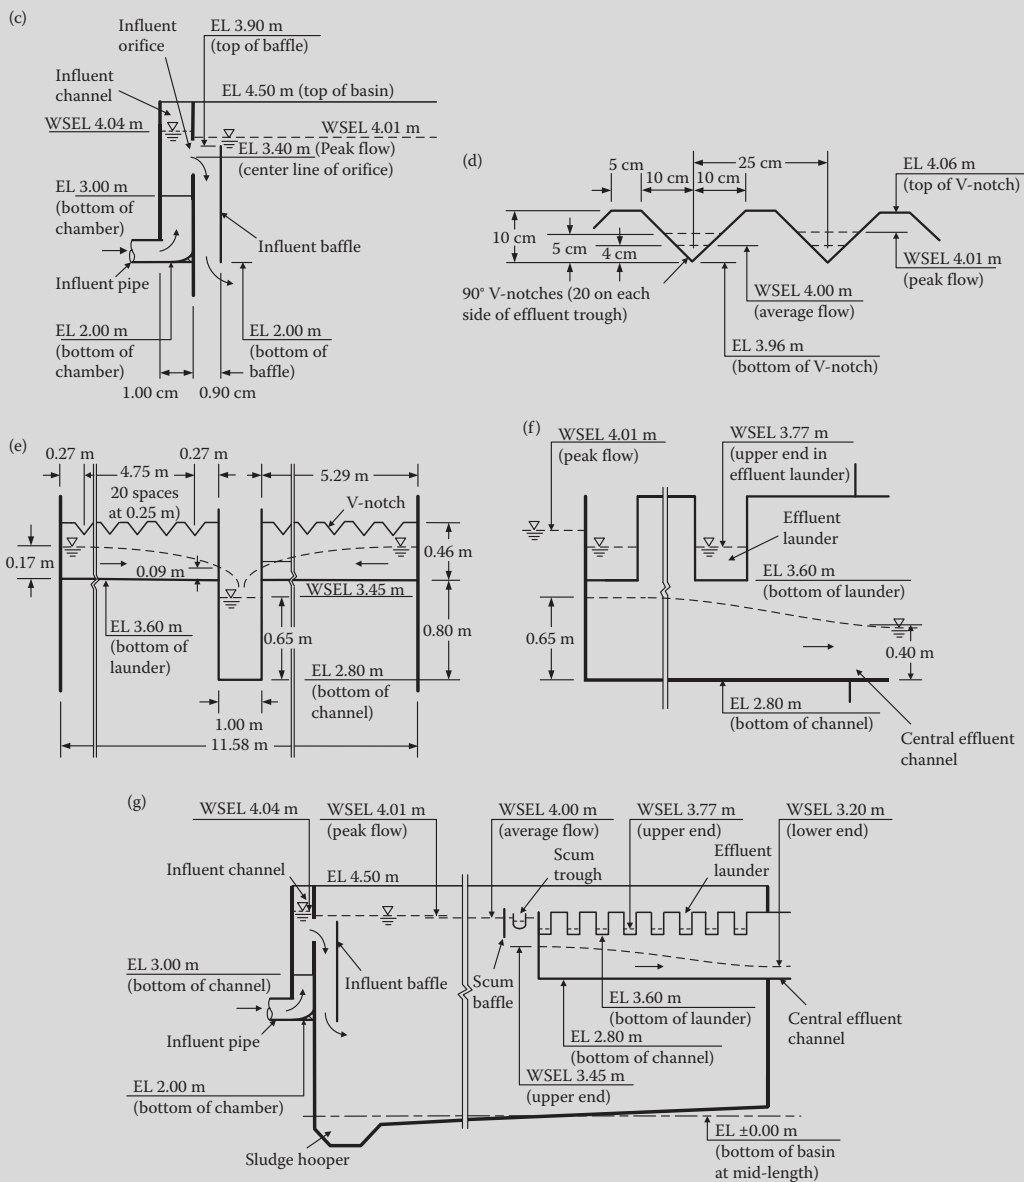 (c)
Influent
orifice
EL 3.90 m
(top of baffle)
Influent
channel
EL 4.50 m (top of basin)
WSEL 4.04 m
WSEL 4.01 m
EL 3.40 m (Peak flow)
(center line of orifice)
EL 3.00 m
(bottom of
chamber)
Influent baffle
Influent pipe
EL 2.00 m
(bottom of
chamber)
EL 2.00 m
(bottom of
baffle)
1.00 cm
0.90 cm
(d)
5 cm
25 cm
10 cm
10 cm
EL 4.06 m
(top of V-notch)
10 cm
5 cm
4 cm
WSEL 4.01 m
(peak flow)
90° V-notches (20 on each
side of effluent trough)
WSEL 4.00 m
(average flow)
EL 3.96 m
(bottom of V-notch)
(e)
0.27 m
4.75 m
20 spaces
at 0.25 m)
0.27 m
5.29 m
V-notch
0.17 m
0.09 m
0.46 m
WSEL 3.45 m
EL 3.60 m
(bottom of
launder)
0.65 m
0.80 m
EL 2.80 m
(bottom of
channel)
1.00 m
11.58 m
(f)
WSEL 4.01 m
(peak flow)
WSEL 3.77 m
(upper end in
effluent launder)
Effluent
launder
EL 3.60 m
(bottom of launder)
0.65 m
0.40 m
EL 2.80 m
(bottom of channel)
Central effluent
channel
(g)
WSEL 4.04 m
WSEL 4.01 m
(peak flow)
WSEL 4.00 m
(average flow)
WSEL 3.77 m
(upper end)
WSEL 3.20 m
(lower end)
Influent channel
EL 4.50 m
Scum
trough
Effluent
launder
EL 3.00 m
(bottom of channel)
Influent baffle
Scum
baffle
EL 3.60 m
(bottom of launder)
Central effluent
channel
Influent pipe
EL 2.80 m
(bottom of channel)
EL 2.00 m
(bottom of chamber)
WSEL 3.45 m
(upper end)
Sludge hooper
EL ±0.00 m
(bottom of basin
at mid-length)